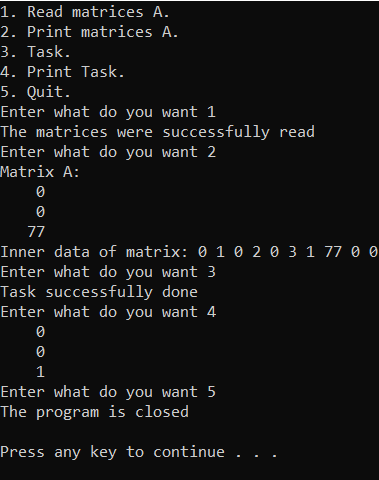 1. Read matrices A.
2. Print matrices A.
3. Task.
4. Print Task.
5. Quit.
Enter what do you want 1
The matrices were successfully read
Enter what do you want 2
Matrix A:
0
0
77
Inner data of matrix: 0 1 0 2 0 3 1 77 0 0
Enter what do you want 3
Task successfully done
Enter what do you want 4
0
0
1
Enter what do you want 5
The program is closed
Press any key to continue . . .